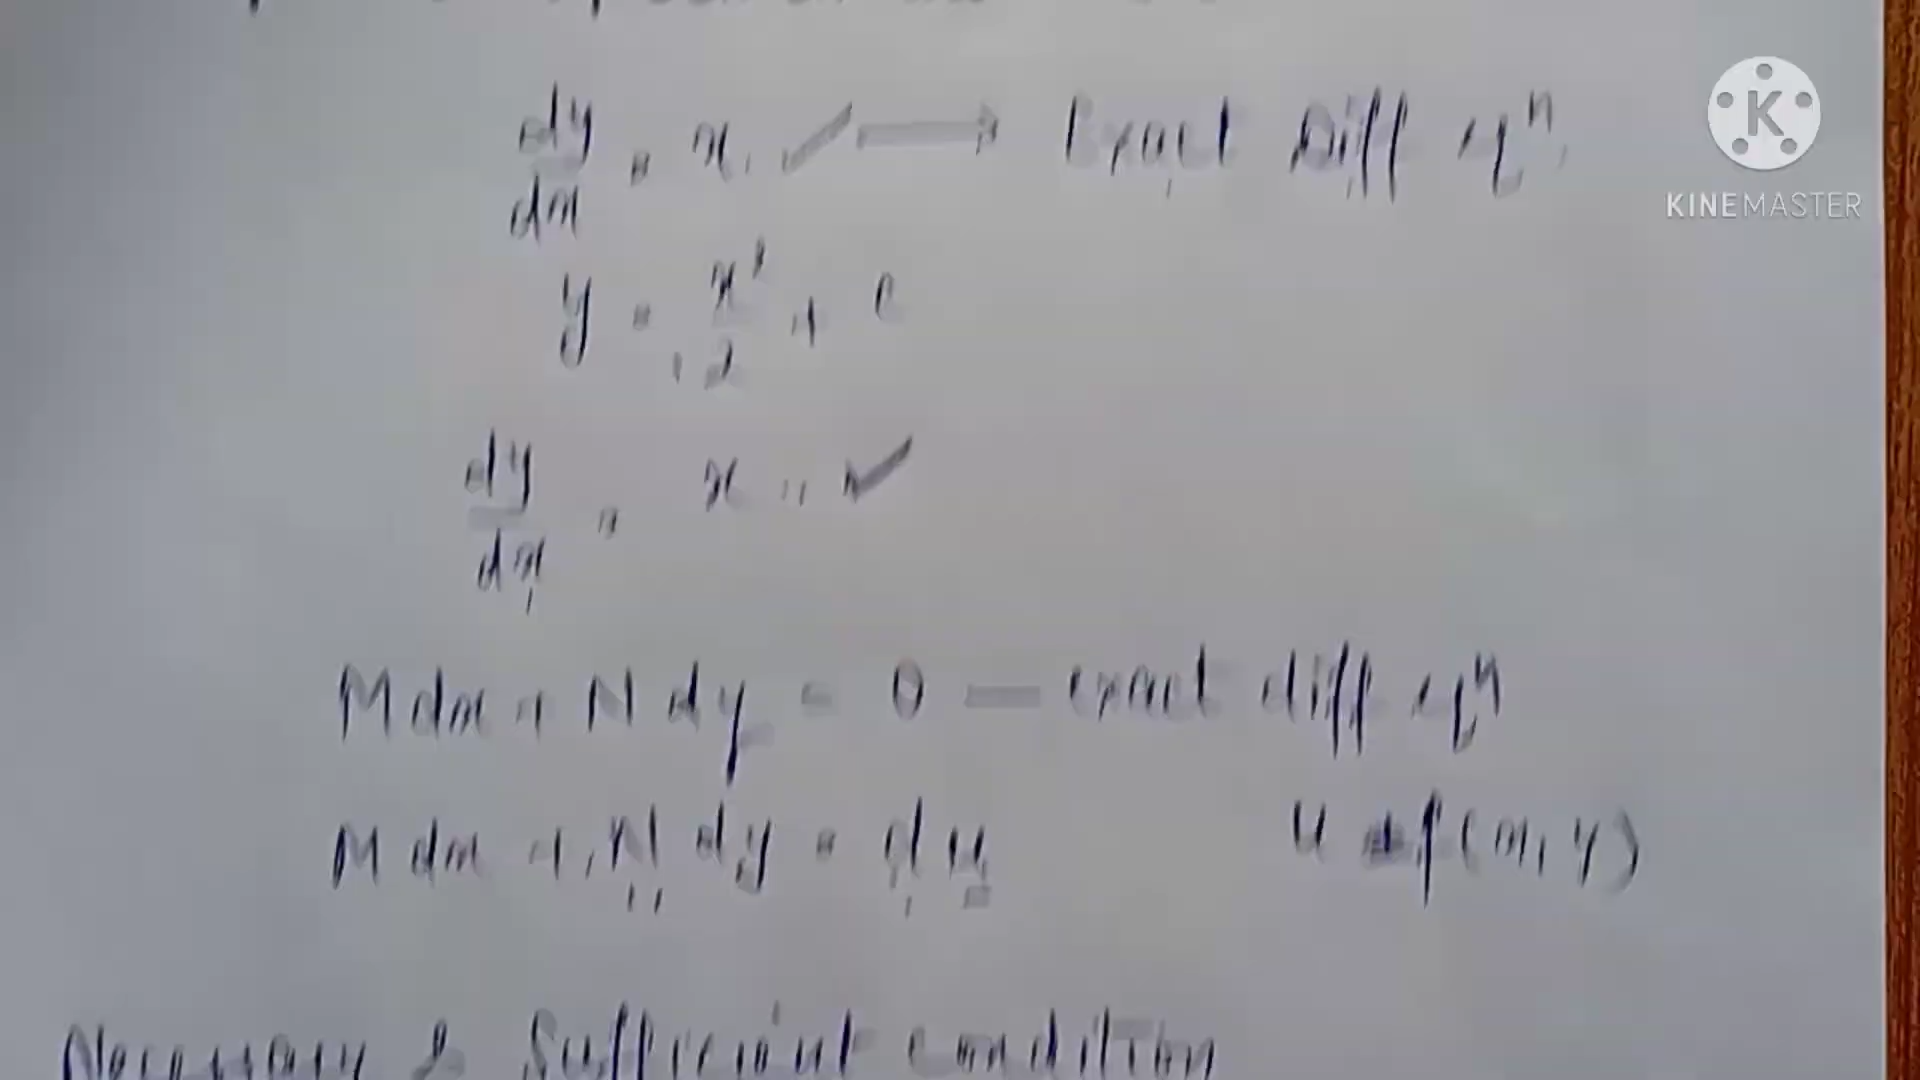 dy/dx = x. ✓ → Exact Diff eqⁿ.
K
KINEMASTER
y = x²/2 + c
dy/dx = x ✓
M dx + N dy = 0 — exact diff eqⁿ
M dx + N dy = du u = f(x, y)
Necessary & Sufficient condition